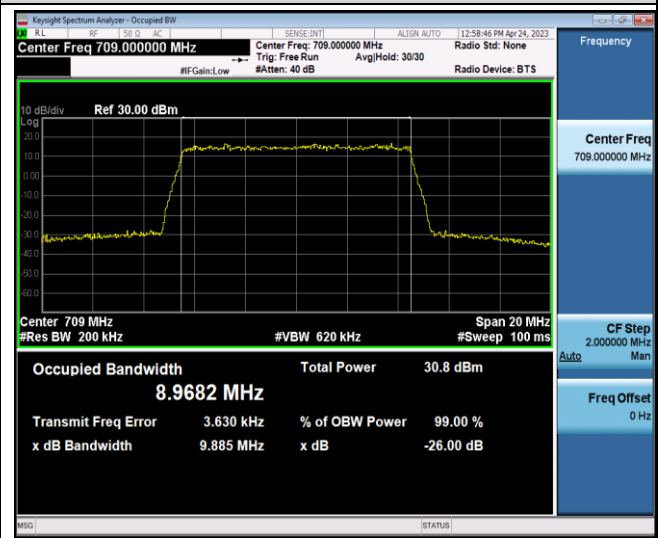 Keysight Spectrum Analyzer - Occupied BW
RL RF 50 Ω AC SENSE:INT ALIGN AUTO 12:58:46 PM Apr 24, 2023
Center Freq 709.000000 MHz
Center Freq: 709.000000 MHz
Radio Std: None
Trig: Free Run Avg|Hold: 30/30
#IFGain:Low
#Atten: 40 dB
Radio Device: BTS
Frequency
10 dB/div Ref 30.00 dBm
Log
20.0
10.0
0.00
-10.0
-20.0
-30.0
-40.0
-50.0
-60.0
Center 709 MHz Span 20 MHz
#Res BW 200 kHz #VBW 620 kHz #Sweep 100 ms
Occupied Bandwidth Total Power 30.8 dBm
8.9682 MHz
Transmit Freq Error 3.630 kHz % of OBW Power 99.00 %
x dB Bandwidth 9.885 MHz x dB -26.00 dB
Center Freq
709.000000 MHz
CF Step
2.000000 MHz
Auto Man
Freq Offset
0 Hz
MSG STATUS